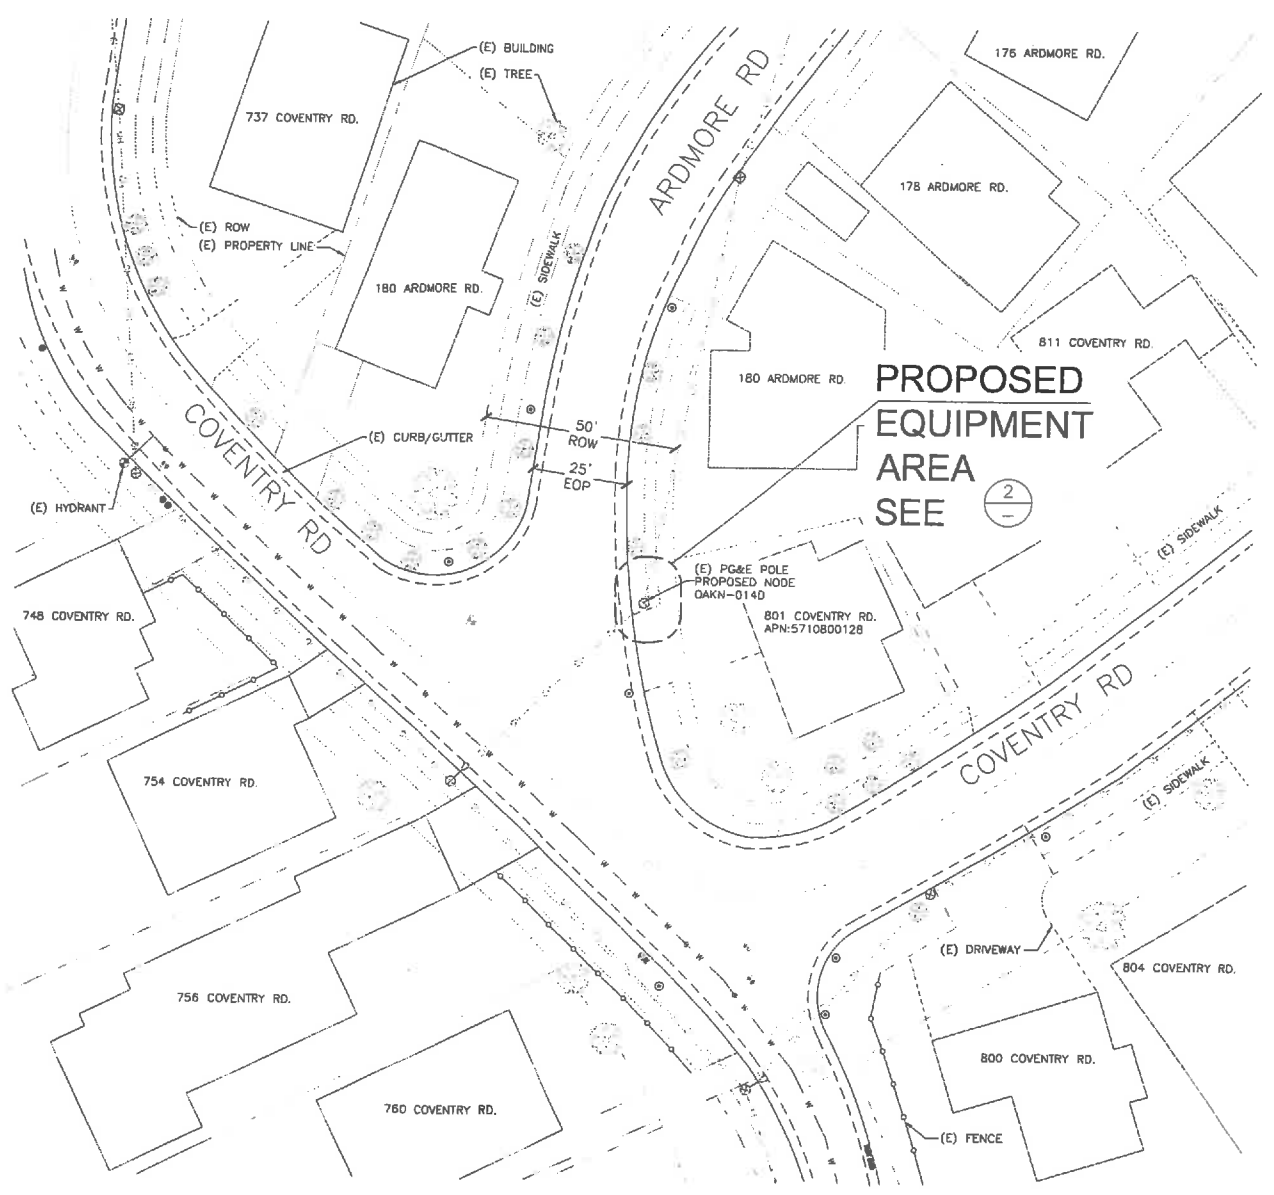 (E) BUILDING
(E) TREE
737 COVENTRY RD.
ARDMORE RD
176 ARDMORE RD.
178 ARDMORE RD.
(E) ROW
(E) PROPERTY LINE
(E) SIDEWALK
180 ARDMORE RD.
811 COVENTRY RD.
180 ARDMORE RD.
PROPOSED
EQUIPMENT
AREA
SEE
2
COVENTRY RD
(E) CURB/GUTTER
50'
ROW
25'
EOP
(E) HYDRANT
(E) SIDEWALK
(E) PG&E POLE
PROPOSED NODE
OAKN-014D
748 COVENTRY RD.
801 COVENTRY RD.
APN:5710800128
COVENTRY RD
754 COVENTRY RD.
(E) SIDEWALK
(E) DRIVEWAY
804 COVENTRY RD.
756 COVENTRY RD.
800 COVENTRY RD.
760 COVENTRY RD.
(E) FENCE